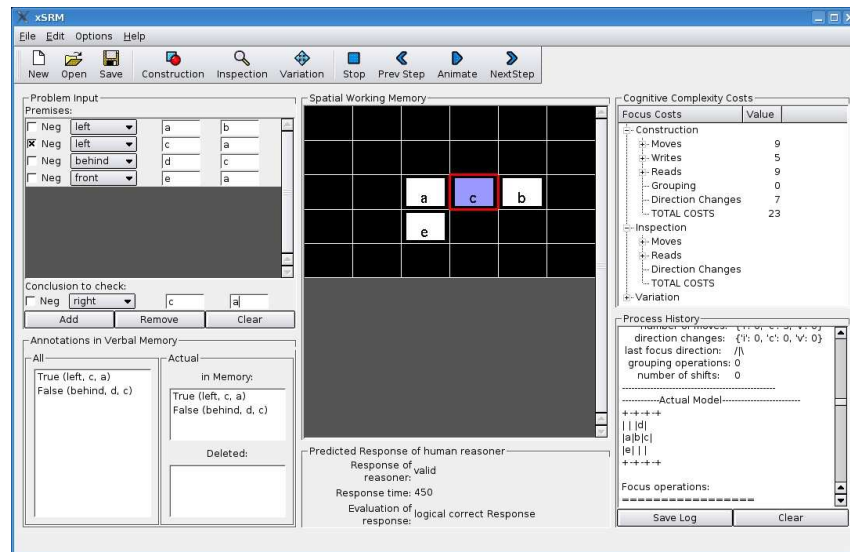 xSRM
File Edit Options Help
New Open Save Construction Inspection Variation Stop Prev Step Animate NextStep
Problem Input
Premises:
Neg left a b
Neg left c a
Neg behind d c
Neg front e a
Conclusion to check:
Neg right c a
Add Remove Clear
Annotations in Verbal Memory
All
True (left, c, a)
False (behind, d, c)
Actual
in Memory:
True (left, c, a)
False (behind, d, c)
Deleted:
Spatial Working Memory
a c b
e
Predicted Response of human reasoner
Response of reasoner: valid
Response time: 450
Evaluation of response: logical correct Response
Cognitive Complexity Costs
Focus Costs Value
Construction
Moves 9
Writes 5
Reads 9
Grouping 0
Direction Changes 7
TOTAL COSTS 23
Inspection
Moves
Reads
Direction Changes
TOTAL COSTS
Variation
Process History
number of moves: {'i': 0, 'c': 3, 'v': 0}
direction changes: {'i': 0, 'c': 0, 'v': 0}
last focus direction: /|\
grouping operations: 0
number of shifts: 0
-----------------------------------------------
-----------Actual Model------------------------
+-+-+-+
| | |d|
|a|b|c|
|e| | |
+-+-+-+
Focus operations:
==================
Save Log Clear